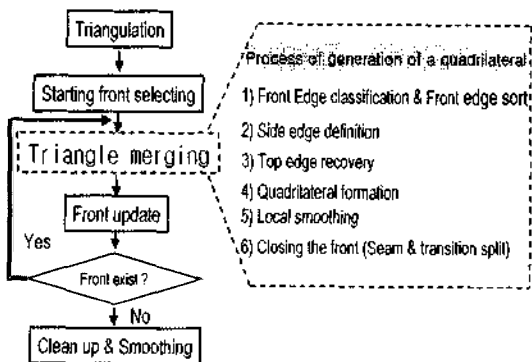 Triangulation
Starting front selecting
Triangle merging
Front update
Yes
Front exist ?
No
Clean up & Smoothing
Process of generation of a quadrilateral
1) Front Edge classification & Front edge sort
2) Side edge definition
3) Top edge recovery
4) Quadrilateral formation
5) Local smoothing
6) Closing the front (Seam & transition split)